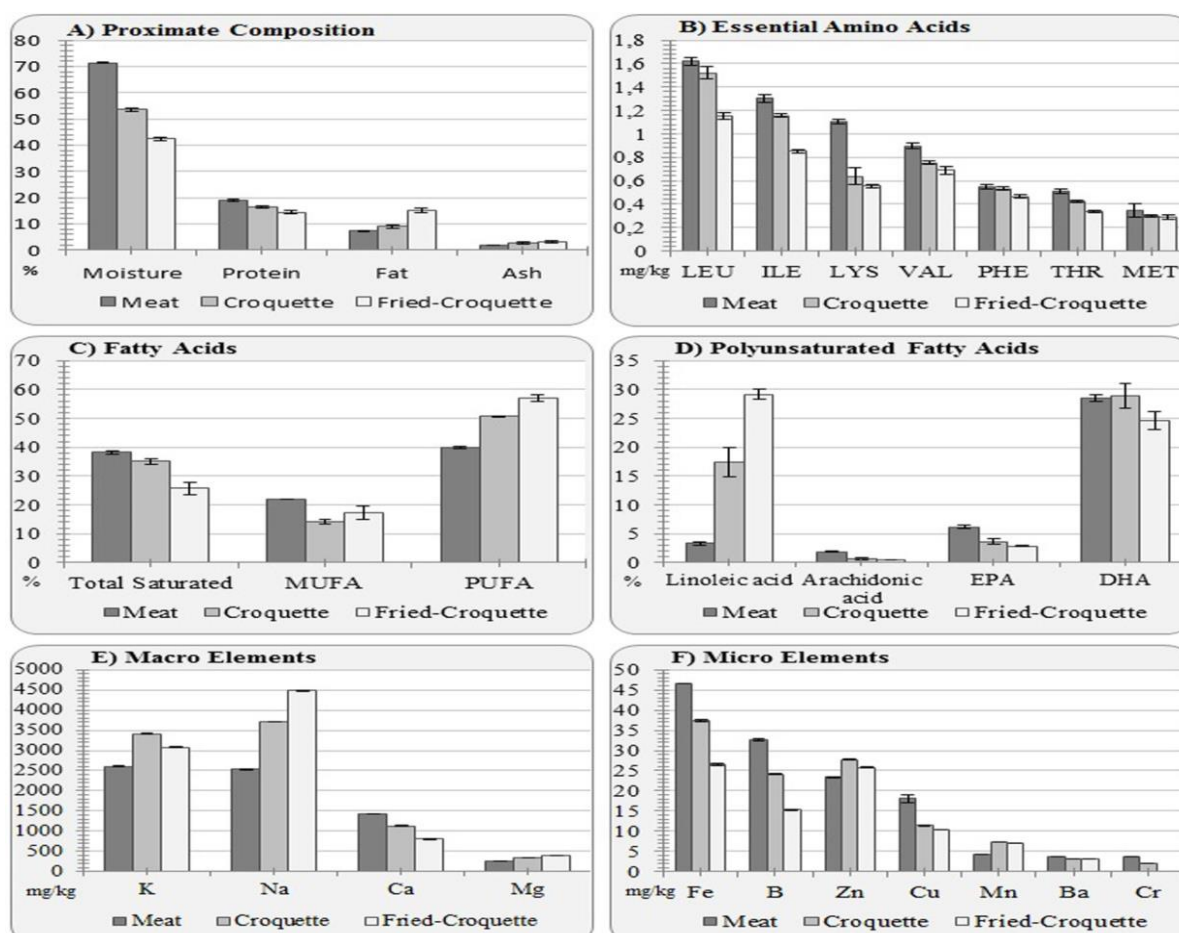 A) Proximate Composition
80
70
60
50
40
30
20
10
0
%
Moisture Protein Fat Ash
Meat Croquette Fried-Croquette
B) Essential Amino Acids
1,8
1,6
1,4
1,2
1
0,8
0,6
0,4
0,2
0
mg/kg
LEU ILE LYS VAL PHE THR MET
Meat Croquette Fried-Croquette
C) Fatty Acids
70
60
50
40
30
20
10
0
%
Total Saturated MUFA PUFA
Meat Croquette Fried-Croquette
D) Polyunsaturated Fatty Acids
35
30
25
20
15
10
5
0
%
Linoleic acid Arachidonic EPA DHA
acid
Meat Croquette Fried-Croquette
E) Macro Elements
5000
4500
4000
3500
3000
2500
2000
1500
1000
500
0
mg/kg
K Na Ca Mg
Meat Croquette Fried-Croquette
F) Micro Elements
50
45
40
35
30
25
20
15
10
5
0
mg/kg
Fe B Zn Cu Mn Ba Cr
Meat Croquette Fried-Croquette